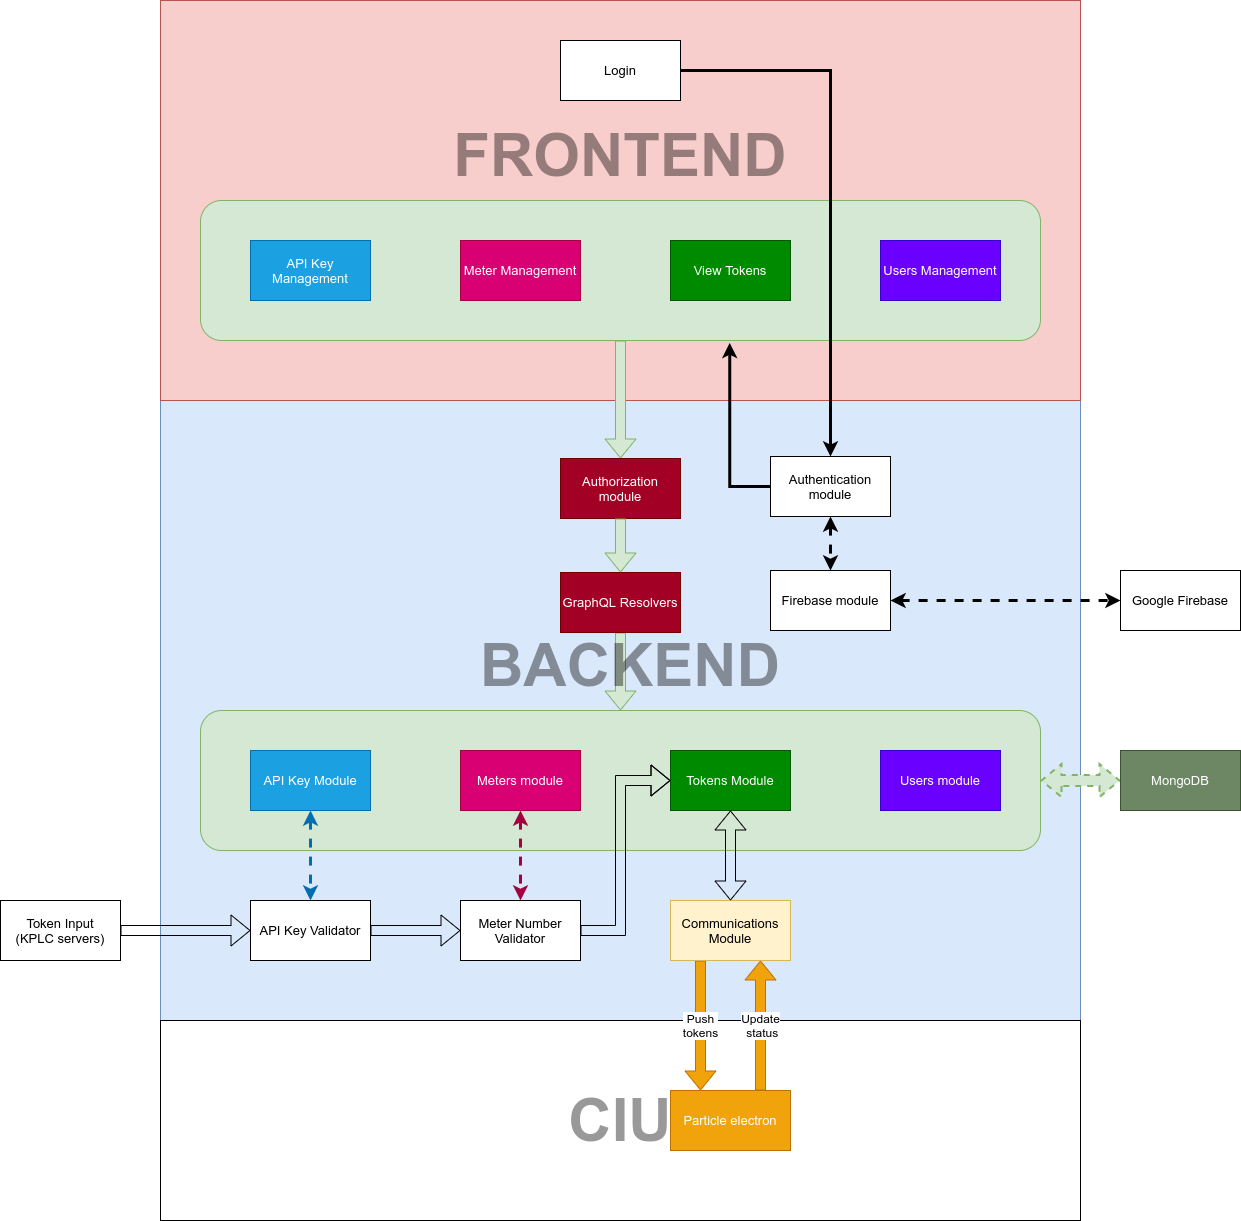 Login
FRONTEND
API Key
Management
Meter Management
View Tokens
Users Management
Authorization
module
Authentication
module
GraphQL Resolvers
Firebase module
Google Firebase
BACKEND
API Key Module
Meters module
Tokens Module
Users module
MongoDB
Token Input
(KPLC servers)
API Key Validator
Meter Number
Validator
Communications
Module
Push
tokens
Update
status
CIU
Particle electron